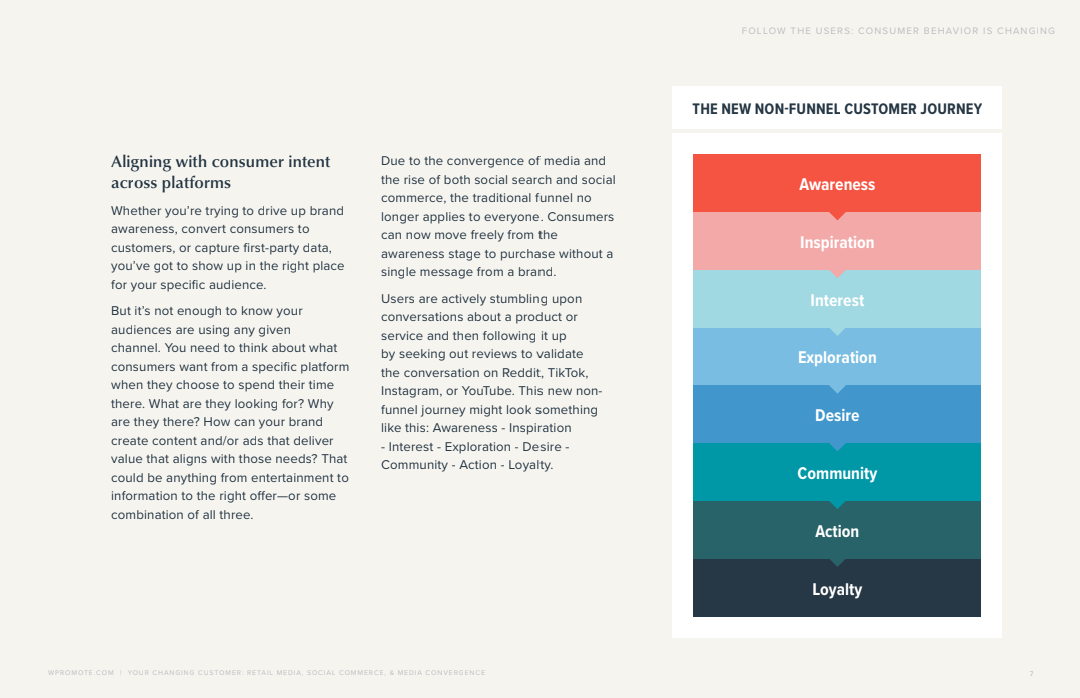 FOLLOW THE USERS: CONSUMER BEHAVIOR IS CHANGING
Aligning with consumer intent
across platforms
Whether you’re trying to drive up brand
awareness, convert consumers to
customers, or capture first-party data,
you’ve got to show up in the right place
for your specific audience.
But it’s not enough to know your
audiences are using any given
channel. You need to think about what
consumers want from a specific platform
when they choose to spend their time
there. What are they looking for? Why
are they there? How can your brand
create content and/or ads that deliver
value that aligns with those needs? That
could be anything from entertainment to
information to the right offer—or some
combination of all three.
Due to the convergence of media and
the rise of both social search and social
commerce, the traditional funnel no
longer applies to everyone. Consumers
can now move freely from the
awareness stage to purchase without a
single message from a brand.
Users are actively stumbling upon
conversations about a product or
service and then following it up
by seeking out reviews to validate
the conversation on Reddit, TikTok,
Instagram, or YouTube. This new non-
funnel journey might look something
like this: Awareness - Inspiration
- Interest - Exploration - Desire -
Community - Action - Loyalty.
THE NEW NON-FUNNEL CUSTOMER JOURNEY
Awareness
Inspiration
Interest
Exploration
Desire
Community
Action
Loyalty
WPROMOTE.COM | YOUR CHANGING CUSTOMER: RETAIL MEDIA, SOCIAL COMMERCE, & MEDIA CONVERGENCE
7